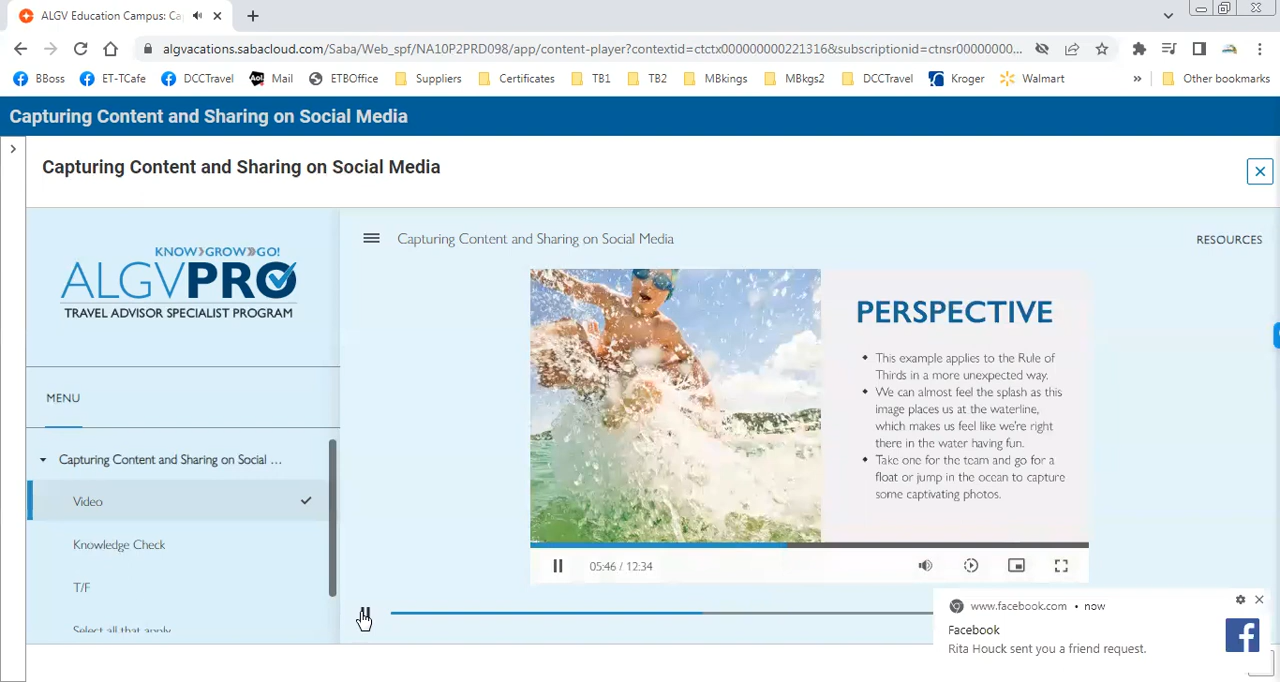 ALGV Education Campus: Ca
algvacations.sabacloud.com/Saba/Web_spf/NA10P2PRD098/app/content-player?contextid=ctctx000000000221316&subscriptionid=ctnsr00000000...
BBoss ET-TCafe DCCTravel Aol. Mail ETBOffice Suppliers Certificates TB1 TB2 MBkings MBkgs2 DCCTravel Kroger Walmart » Other bookmarks
Capturing Content and Sharing on Social Media
Capturing Content and Sharing on Social Media
KNOW GROW GO!
ALGVPRO
TRAVEL ADVISOR SPECIALIST PROGRAM
MENU
Capturing Content and Sharing on Social ...
Video
Knowledge Check
T/F
Select all that apply
Capturing Content and Sharing on Social Media
RESOURCES
PERSPECTIVE
◆ This example applies to the Rule of
Thirds in a more unexpected way.
◆ We can almost feel the splash as this
image places us at the waterline,
which makes us feel like we're right
there in the water having fun.
◆ Take one for the team and go for a
float or jump in the ocean to capture
some captivating photos.
05:46 / 12:34
www.facebook.com • now
Facebook
Rita Houck sent you a friend request.